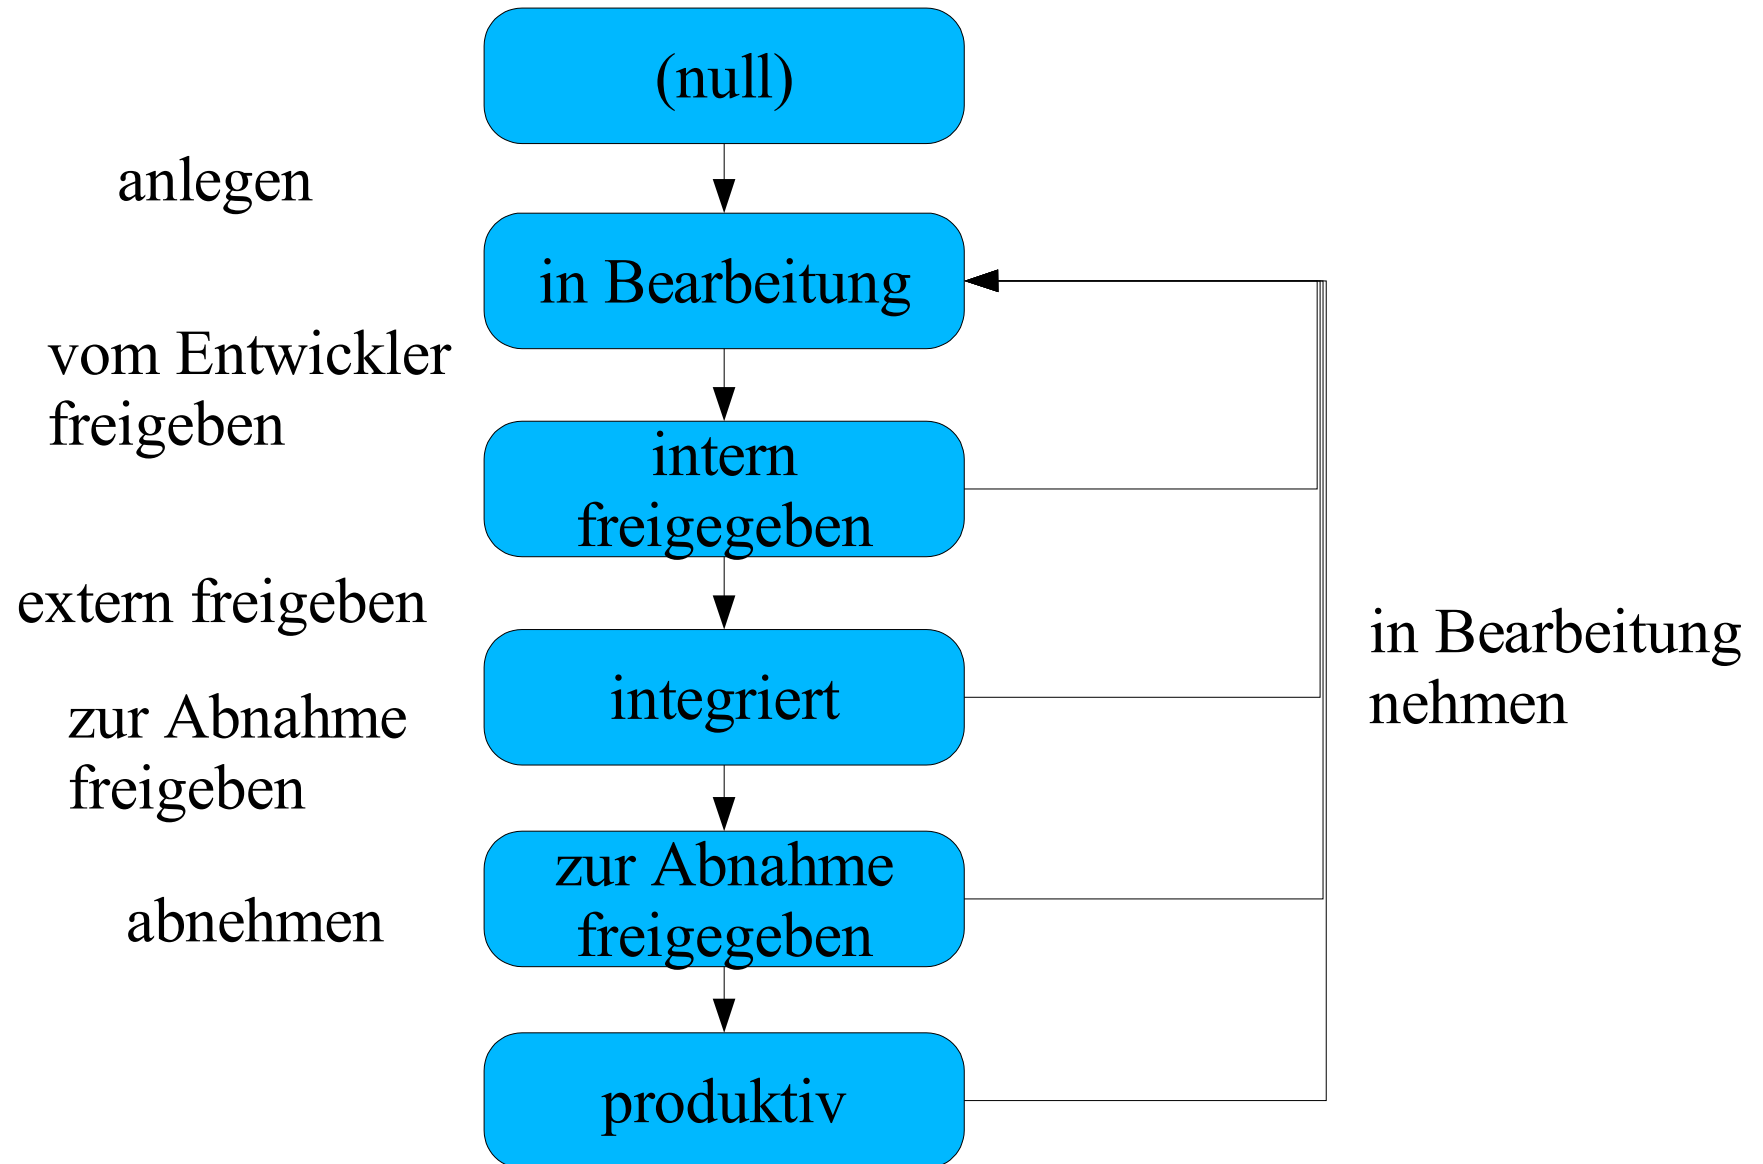 (null)
anlegen
in Bearbeitung
vom Entwickler
freigeben
intern
freigegeben
extern freigeben
integriert
zur Abnahme
freigeben
in Bearbeitung
nehmen
zur Abnahme
freigegeben
abnehmen
produktiv